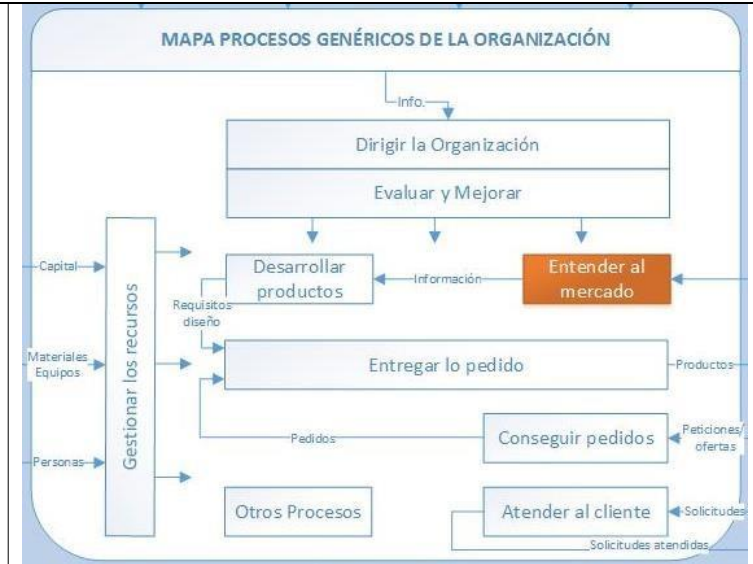 MAPA PROCESOS GENÉRICOS DE LA ORGANIZACIÓN
Info.
Dirigir la Organización
Evaluar y Mejorar
Capital
Desarrollar
productos
Información
Entender al
mercado
Requisitos
diseño
Gestionar los recursos
Materiales
Equipos
Entregar lo pedido
Productos
Pedidos
Conseguir pedidos
Peticiones/
ofertas
Personas
Otros Procesos
Atender al cliente
Solicitudes
Solicitudes atendidas